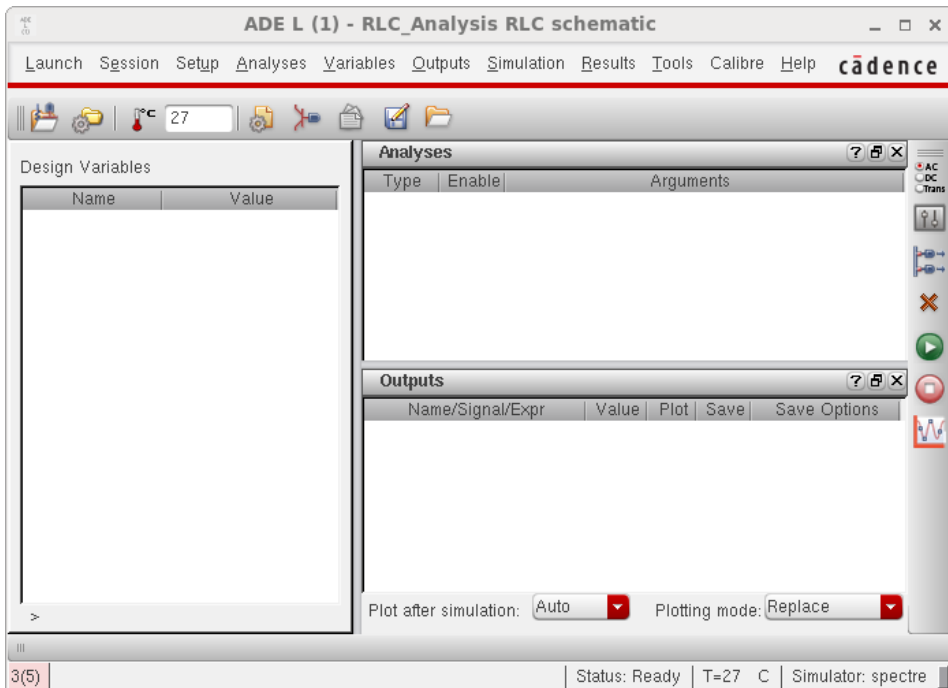 ADE L (1) - RLC_Analysis RLC schematic
Launch Session Setup Analyses Variables Outputs Simulation Results Tools Calibre Help cādence
°C 27
Design Variables
Name Value
>
Analyses
Type Enable Arguments
Outputs
Name/Signal/Expr Value Plot Save Save Options
Plot after simulation: Auto Plotting mode: Replace
AC
DC
Trans
3(5) Status: Ready T=27 C Simulator: spectre